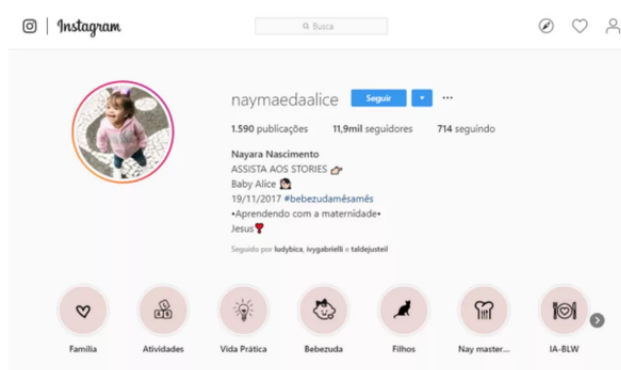 Instagram
Busca
naymaedaalice Seguir
1.590 publicações 11,9mil seguidores 714 seguindo
Nayara Nascimento
ASSISTA AOS STORIES
Baby Alice
19/11/2017 #bebezudamêsamês
•Aprendendo com a maternidade•
Jesus
Seguido por ludybica, ivygabrielli e taldejusteil
Família Atividades Vida Prática Bebezuda Filhos Nay master... IA-BLW